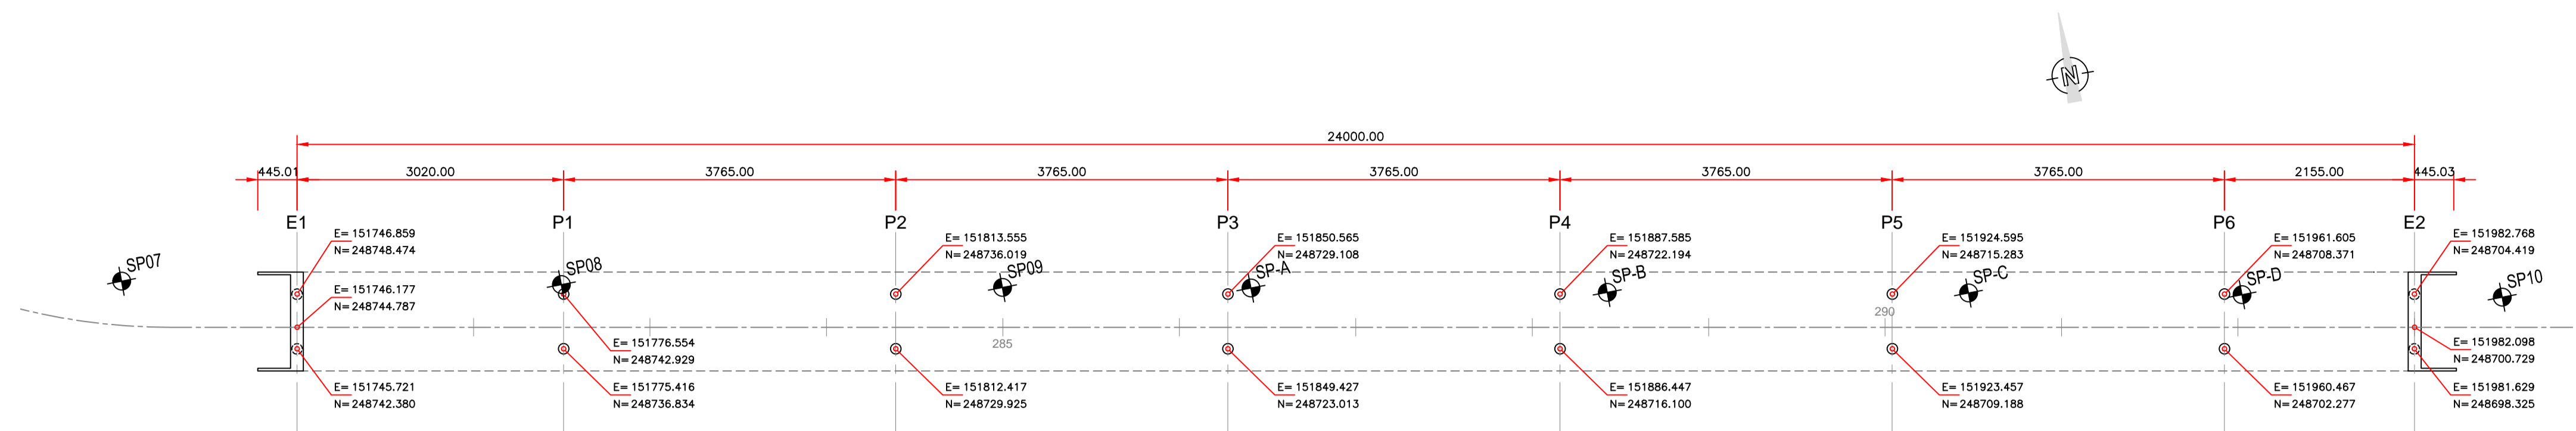 N
24000.00
445.01
3020.00
3765.00
3765.00
3765.00
3765.00
3765.00
2155.00
445.03
E1
P1
P2
P3
P4
P5
P6
E2
E= 151746.859
N= 248748.474
E= 151813.555
N= 248736.019
E= 151850.565
N= 248729.108
E= 151887.585
N= 248722.194
E= 151924.595
N= 248715.283
E= 151961.605
N= 248708.371
E= 151982.768
N= 248704.419
SP07
SP08
SP09
SP-A
SP-B
SP-C
SP-D
SP10
E= 151746.177
N= 248744.787
290
285
E= 151776.554
N= 248742.929
E= 151982.098
N= 248700.729
E= 151745.721
N= 248742.380
E= 151775.416
N= 248736.834
E= 151812.417
N= 248729.925
E= 151849.427
N= 248723.013
E= 151886.447
N= 248716.100
E= 151923.457
N= 248709.188
E= 151960.467
N= 248702.277
E= 151981.629
N= 248698.325